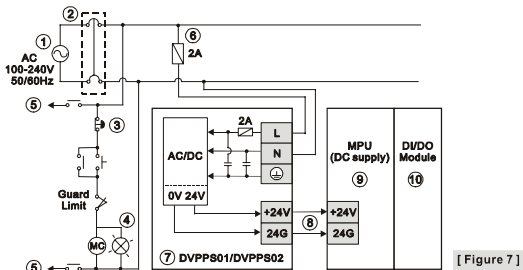 ①
AC
100-240V
50/60Hz
②
⑥
2A
⑤
③
Guard
Limit
④
MC
⑤
2A
L
N
AC/DC
0V 24V
+24V
24G
⑦ DVPPS01/DVPPS02
⑧
MPU
(DC supply)
⑨
+24V
24G
DI/DO
Module
⑩
[ Figure 7 ]